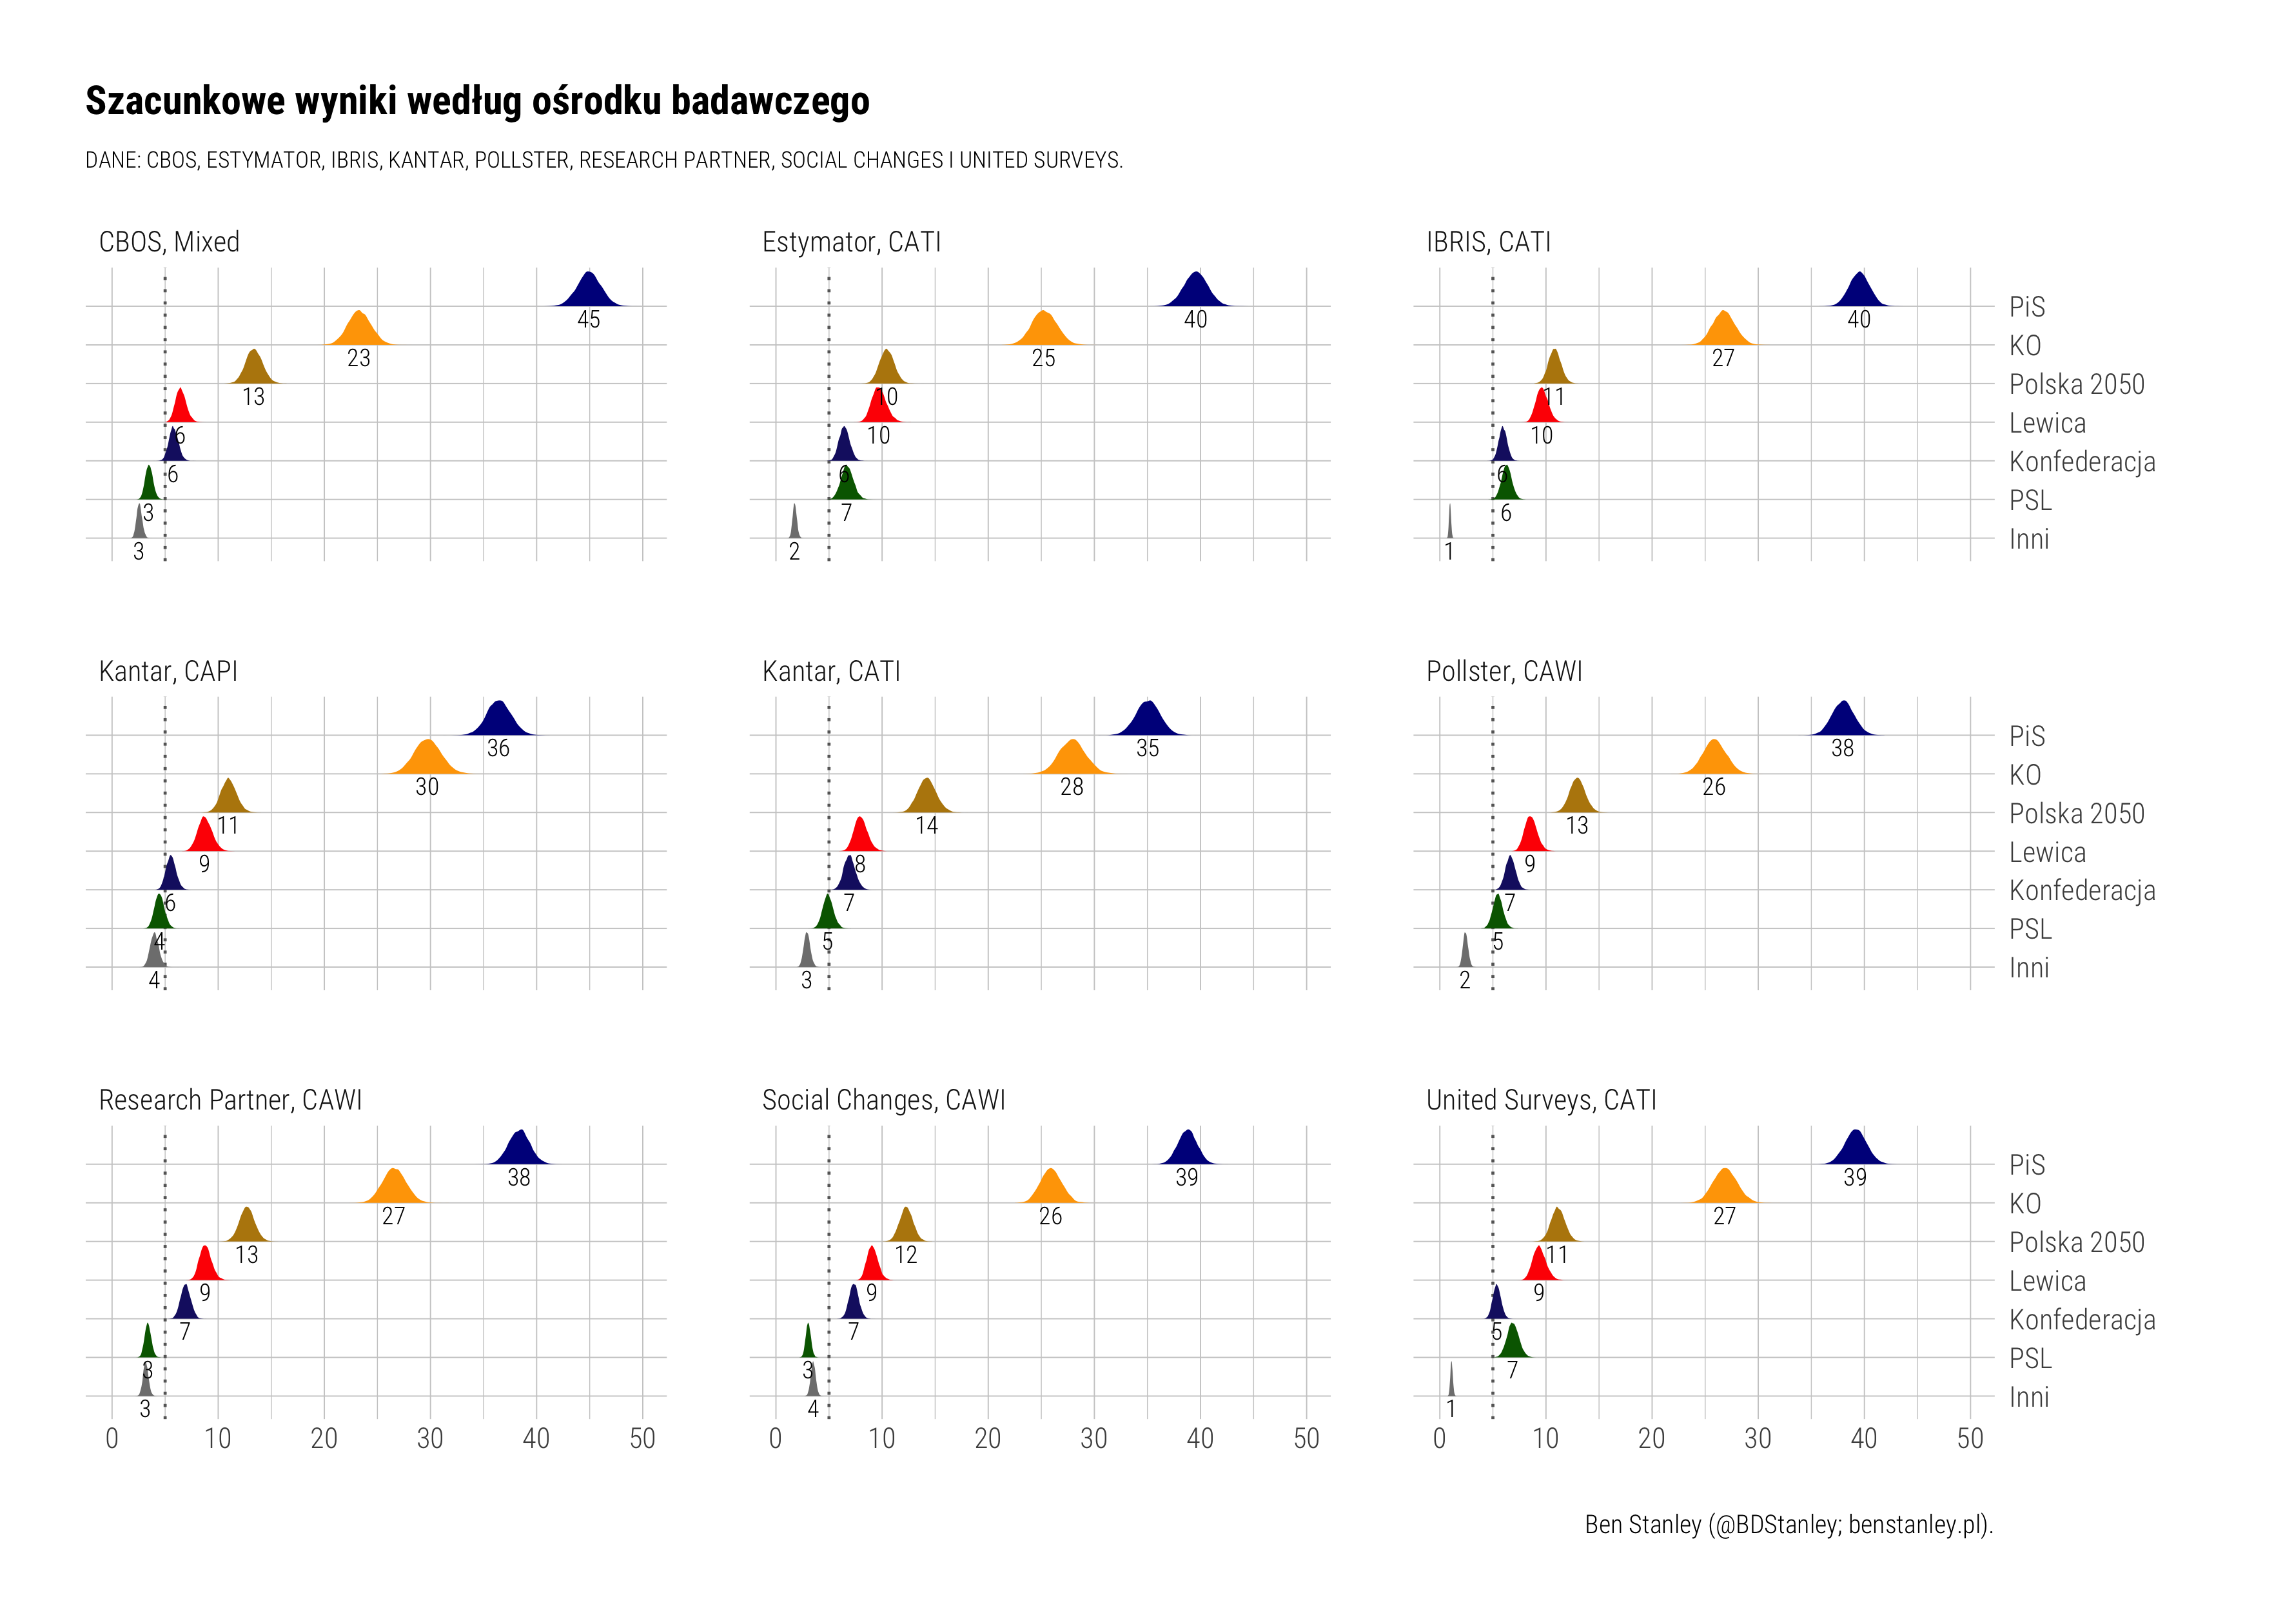 Szacunkowe wyniki według ośrodku badawczego
DANE: CBOS, ESTYMATOR, IBRIS, KANTAR, POLLSTER, RESEARCH PARTNER, SOCIAL CHANGES I UNITED SURVEYS.
CBOS, Mixed
45
23
13
6
6
3
3
Estymator, CATI
40
25
10
10
6
7
2
IBRIS, CATI
40
27
11
10
6
6
1
PiS
KO
Polska 2050
Lewica
Konfederacja
PSL
Inni
Kantar, CAPI
36
30
11
9
6
4
4
Kantar, CATI
35
28
14
8
7
5
3
Pollster, CAWI
38
26
13
9
7
5
2
PiS
KO
Polska 2050
Lewica
Konfederacja
PSL
Inni
Research Partner, CAWI
38
27
13
9
7
3
3
0 10 20 30 40 50
Social Changes, CAWI
39
26
12
9
7
3
4
0 10 20 30 40 50
United Surveys, CATI
39
27
11
9
5
7
1
0 10 20 30 40 50
PiS
KO
Polska 2050
Lewica
Konfederacja
PSL
Inni
Ben Stanley (@BDStanley; benstanley.pl).